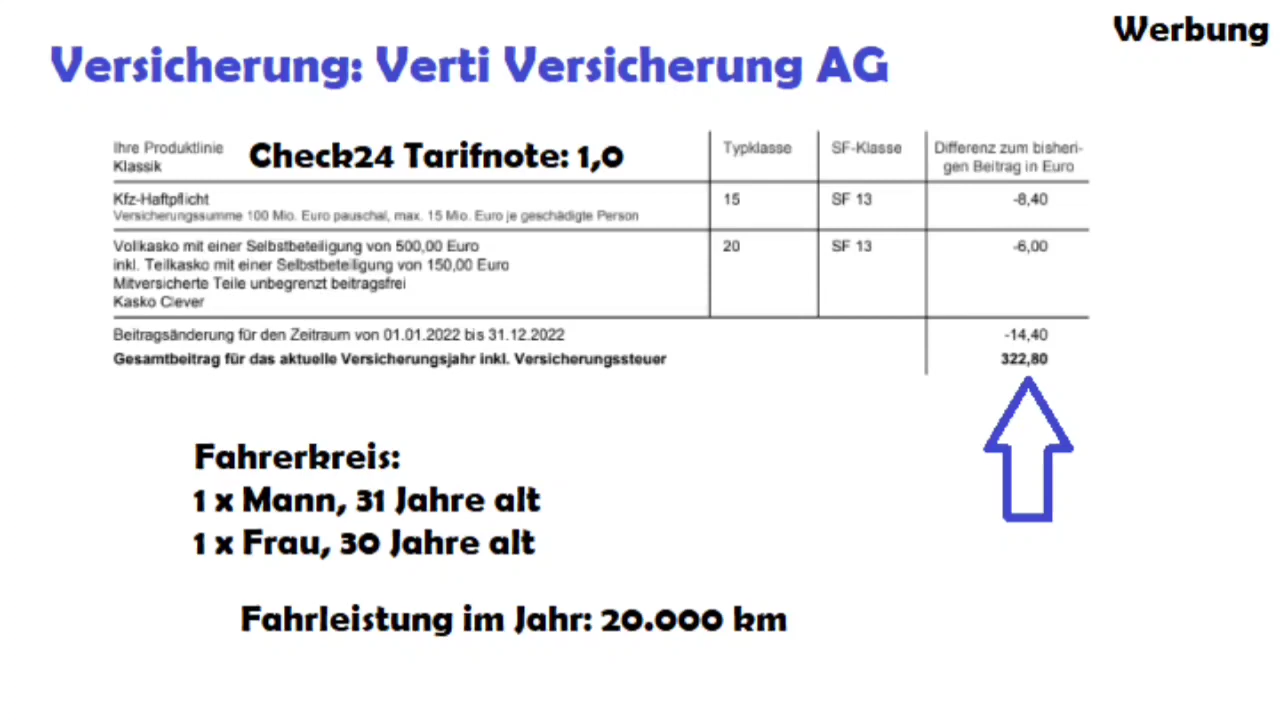 Werbung
Versicherung: Verti Versicherung AG
Ihre Produktlinie
Klassik
Check24 Tarifnote: 1,0
Typklasse
SF-Klasse
Differenz zum bisheri-
gen Beitrag in Euro
Kfz-Haftpflicht
15
SF 13
-8,40
Versicherungssumme 100 Mio. Euro pauschal, max. 15 Mio. Euro je geschädigte Person
Vollkasko mit einer Selbstbeteiligung von 500,00 Euro
20
SF 13
-6,00
inkl. Teilkasko mit einer Selbstbeteiligung von 150,00 Euro
Mitversicherte Teile unbegrenzt beitragsfrei
Kasko Clever
Beitragsänderung für den Zeitraum von 01.01.2022 bis 31.12.2022
-14,40
Gesamtbeitrag für das aktuelle Versicherungsjahr inkl. Versicherungssteuer
322,80
Fahrerkreis:
1 x Mann, 31 Jahre alt
1 x Frau, 30 Jahre alt
Fahrleistung im Jahr: 20.000 km